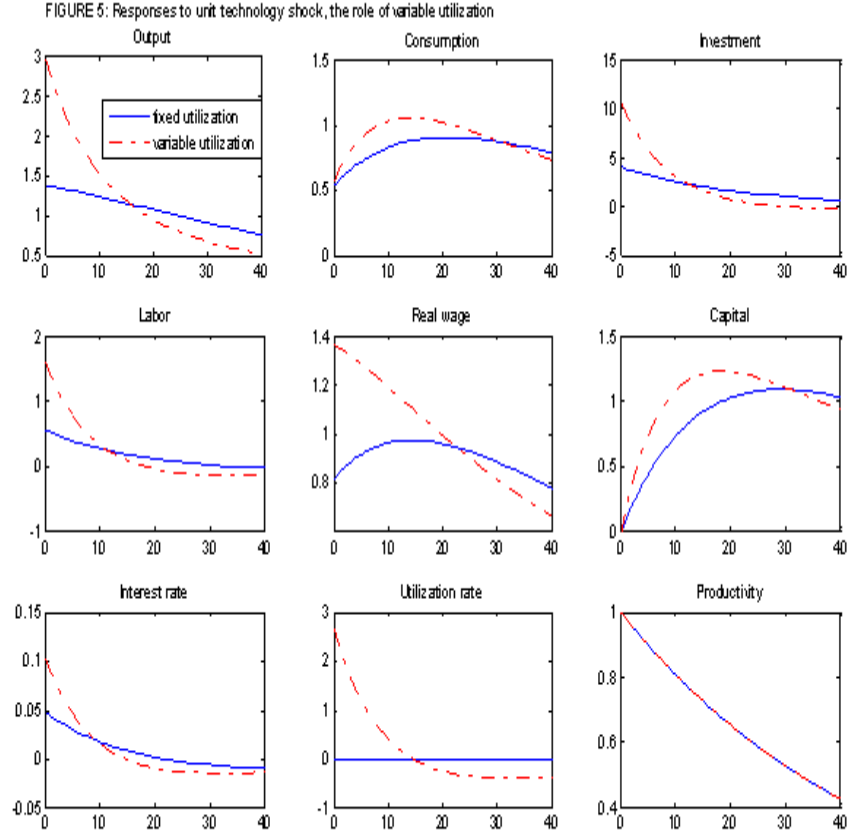 FIGURE 5: Responses to unit technology shock, the role of variable utilization
Output
Consumption
Investment
3
2.5
2
1.5
1
0.5
0 10 20 30 40
fixed utilization
variable utilization
1.5
1
0.5
0
0 10 20 30 40
15
10
5
0
-5
0 10 20 30 40
Labor
Real wage
Capital
2
1
0
-1
0 10 20 30 40
1.4
1.2
1
0.8
0 10 20 30 40
1.5
1
0.5
0
0 10 20 30 40
Interest rate
Utilization rate
Productivity
0.15
0.1
0.05
0
-0.05
0 10 20 30 40
3
2
1
0
-1
0 10 20 30 40
1
0.8
0.6
0.4
0 10 20 30 40